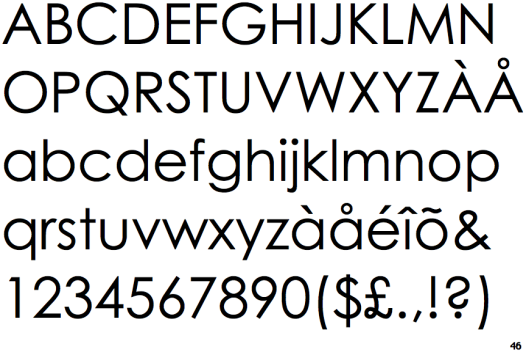 ABCDEFGHIJKLMN
OPQRSTUVWXYZÀÅ
abcdefghijklmnop
qrstuvwxyzàåéîõ&
1234567890($£.,!?)
46